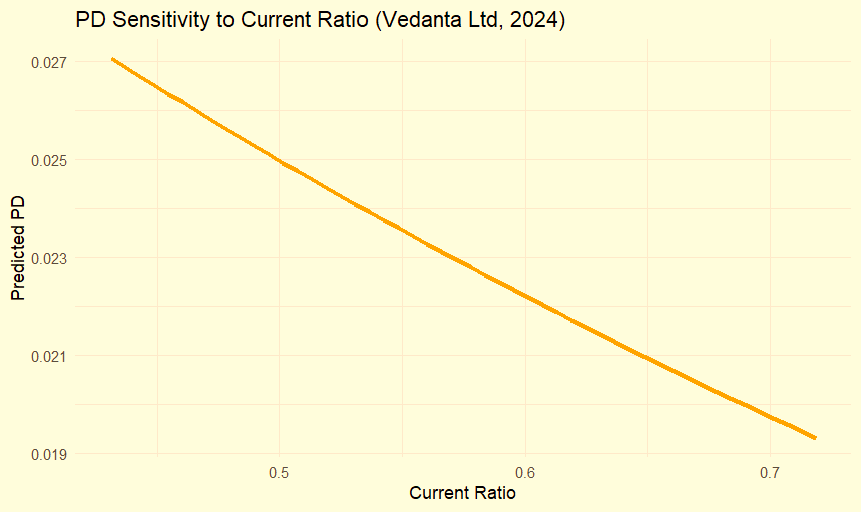 PD Sensitivity to Current Ratio (Vedanta Ltd, 2024)
Predicted PD
0.027
0.025
0.023
0.021
0.019
0.5 0.6 0.7
Current Ratio